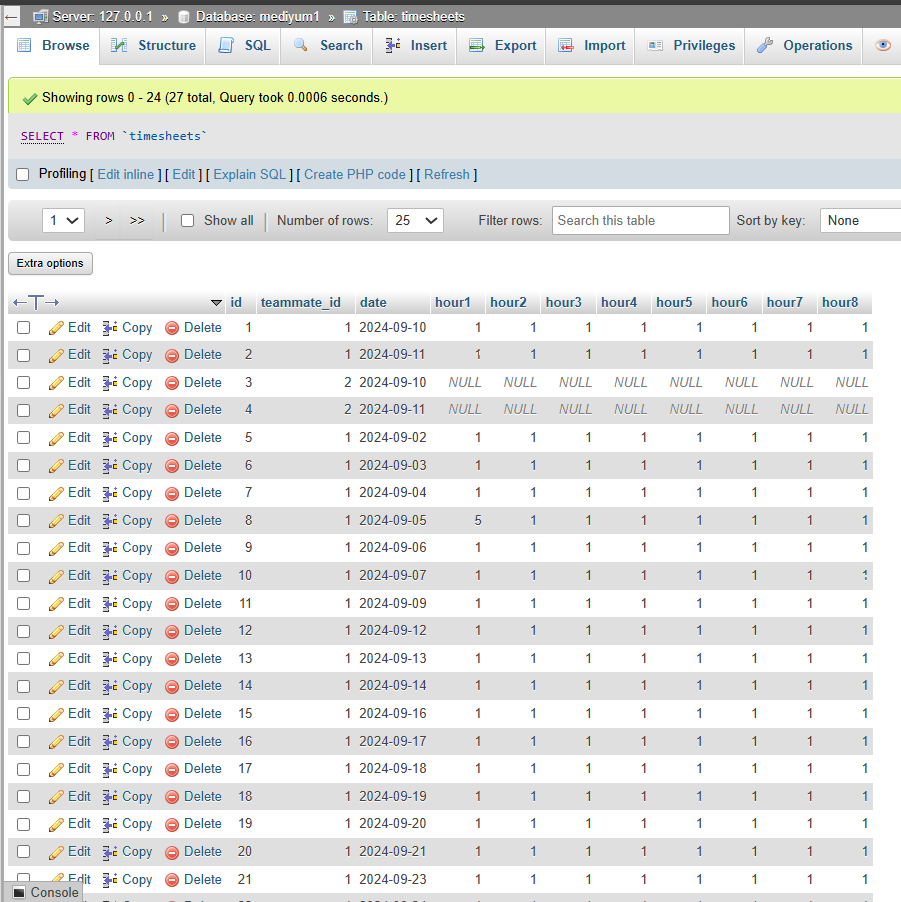 Server: 127.0.0.1 » Database: mediyum1 » Table: timesheets
Browse Structure SQL Search Insert Export Import Privileges Operations
Showing rows 0 - 24 (27 total, Query took 0.0006 seconds.)
SELECT * FROM `timesheets`
Profiling [ Edit inline ] [ Edit ] [ Explain SQL ] [ Create PHP code ] [ Refresh ]
1 > >> | Show all | Number of rows: 25 Filter rows: Search this table Sort by key: None
Extra options
←T→ id teammate_id date hour1 hour2 hour3 hour4 hour5 hour6 hour7 hour8
Edit Copy Delete 1 1 2024-09-10 1 1 1 1 1 1 1 1
Edit Copy Delete 2 1 2024-09-11 1 1 1 1 1 1 1 1
Edit Copy Delete 3 2 2024-09-10 NULL NULL NULL NULL NULL NULL NULL NULL
Edit Copy Delete 4 2 2024-09-11 NULL NULL NULL NULL NULL NULL NULL NULL
Edit Copy Delete 5 1 2024-09-02 1 1 1 1 1 1 1 1
Edit Copy Delete 6 1 2024-09-03 1 1 1 1 1 1 1 1
Edit Copy Delete 7 1 2024-09-04 1 1 1 1 1 1 1 1
Edit Copy Delete 8 1 2024-09-05 5 1 1 1 1 1 1 1
Edit Copy Delete 9 1 2024-09-06 1 1 1 1 1 1 1 1
Edit Copy Delete 10 1 2024-09-07 1 1 1 1 1 1 1
Edit Copy Delete 11 1 2024-09-09 1 1 1 1 1 1 1 1
Edit Copy Delete 12 1 2024-09-12 1 1 1 1 1 1 1 1
Edit Copy Delete 13 1 2024-09-13 1 1 1 1 1 1 1 1
Edit Copy Delete 14 1 2024-09-14 1 1 1 1 1 1 1 1
Edit Copy Delete 15 1 2024-09-16 1 1 1 1 1 1 1 1
Edit Copy Delete 16 1 2024-09-17 1 1 1 1 1 1 1 1
Edit Copy Delete 17 1 2024-09-18 1 1 1 1 1 1 1 1
Edit Copy Delete 18 1 2024-09-19 1 1 1 1 1 1 1 1
Edit Copy Delete 19 1 2024-09-20 1 1 1 1 1 1 1 1
Edit Copy Delete 20 1 2024-09-21 1 1 1 1 1 1 1 1
Edit Copy Delete 21 1 2024-09-23 1 1 1 1 1 1 1 1
Console